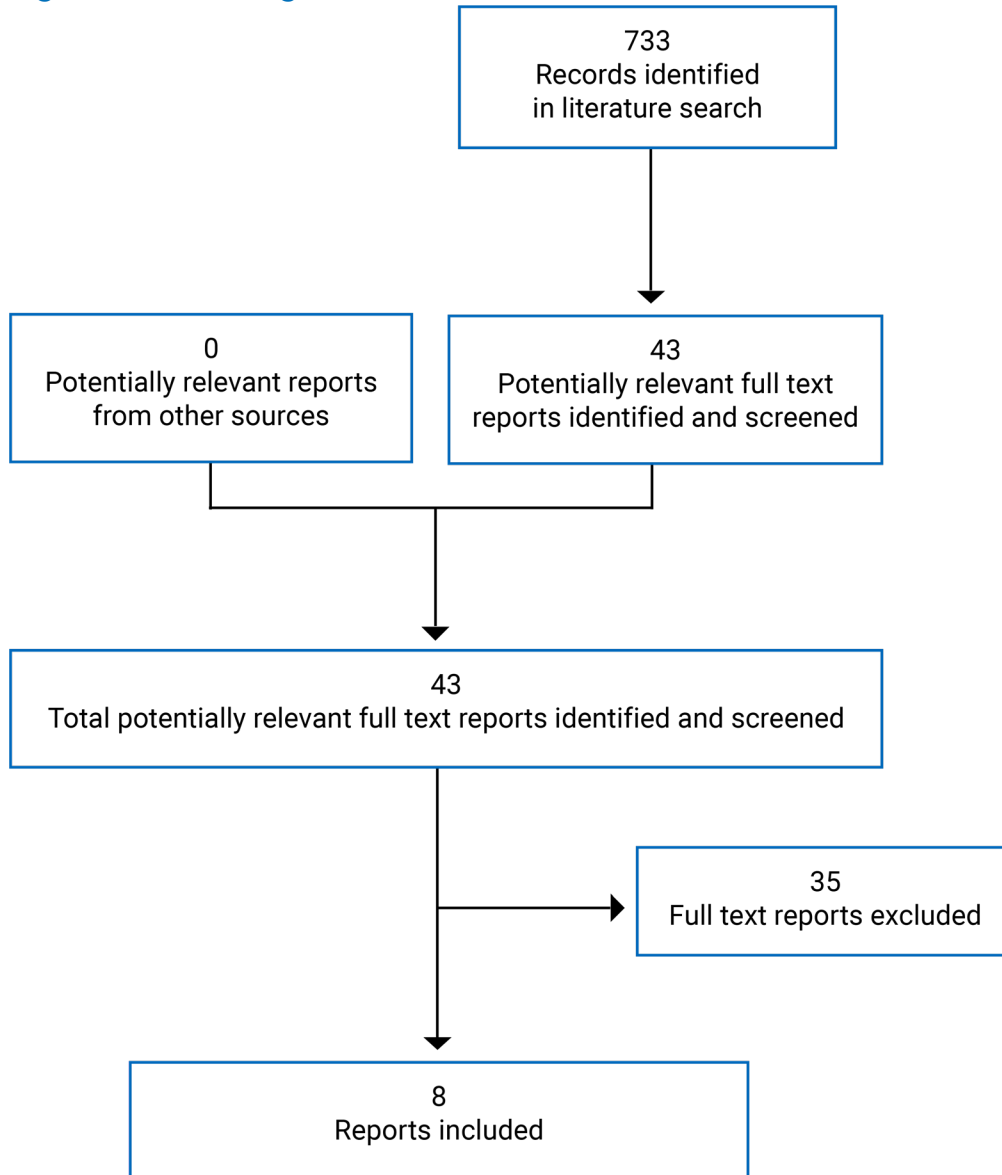 733
Records identified
in literature search
0
Potentially relevant reports
from other sources
43
Potentially relevant full text
reports identified and screened
43
Total potentially relevant full text reports identified and screened
35
Full text reports excluded
8
Reports included